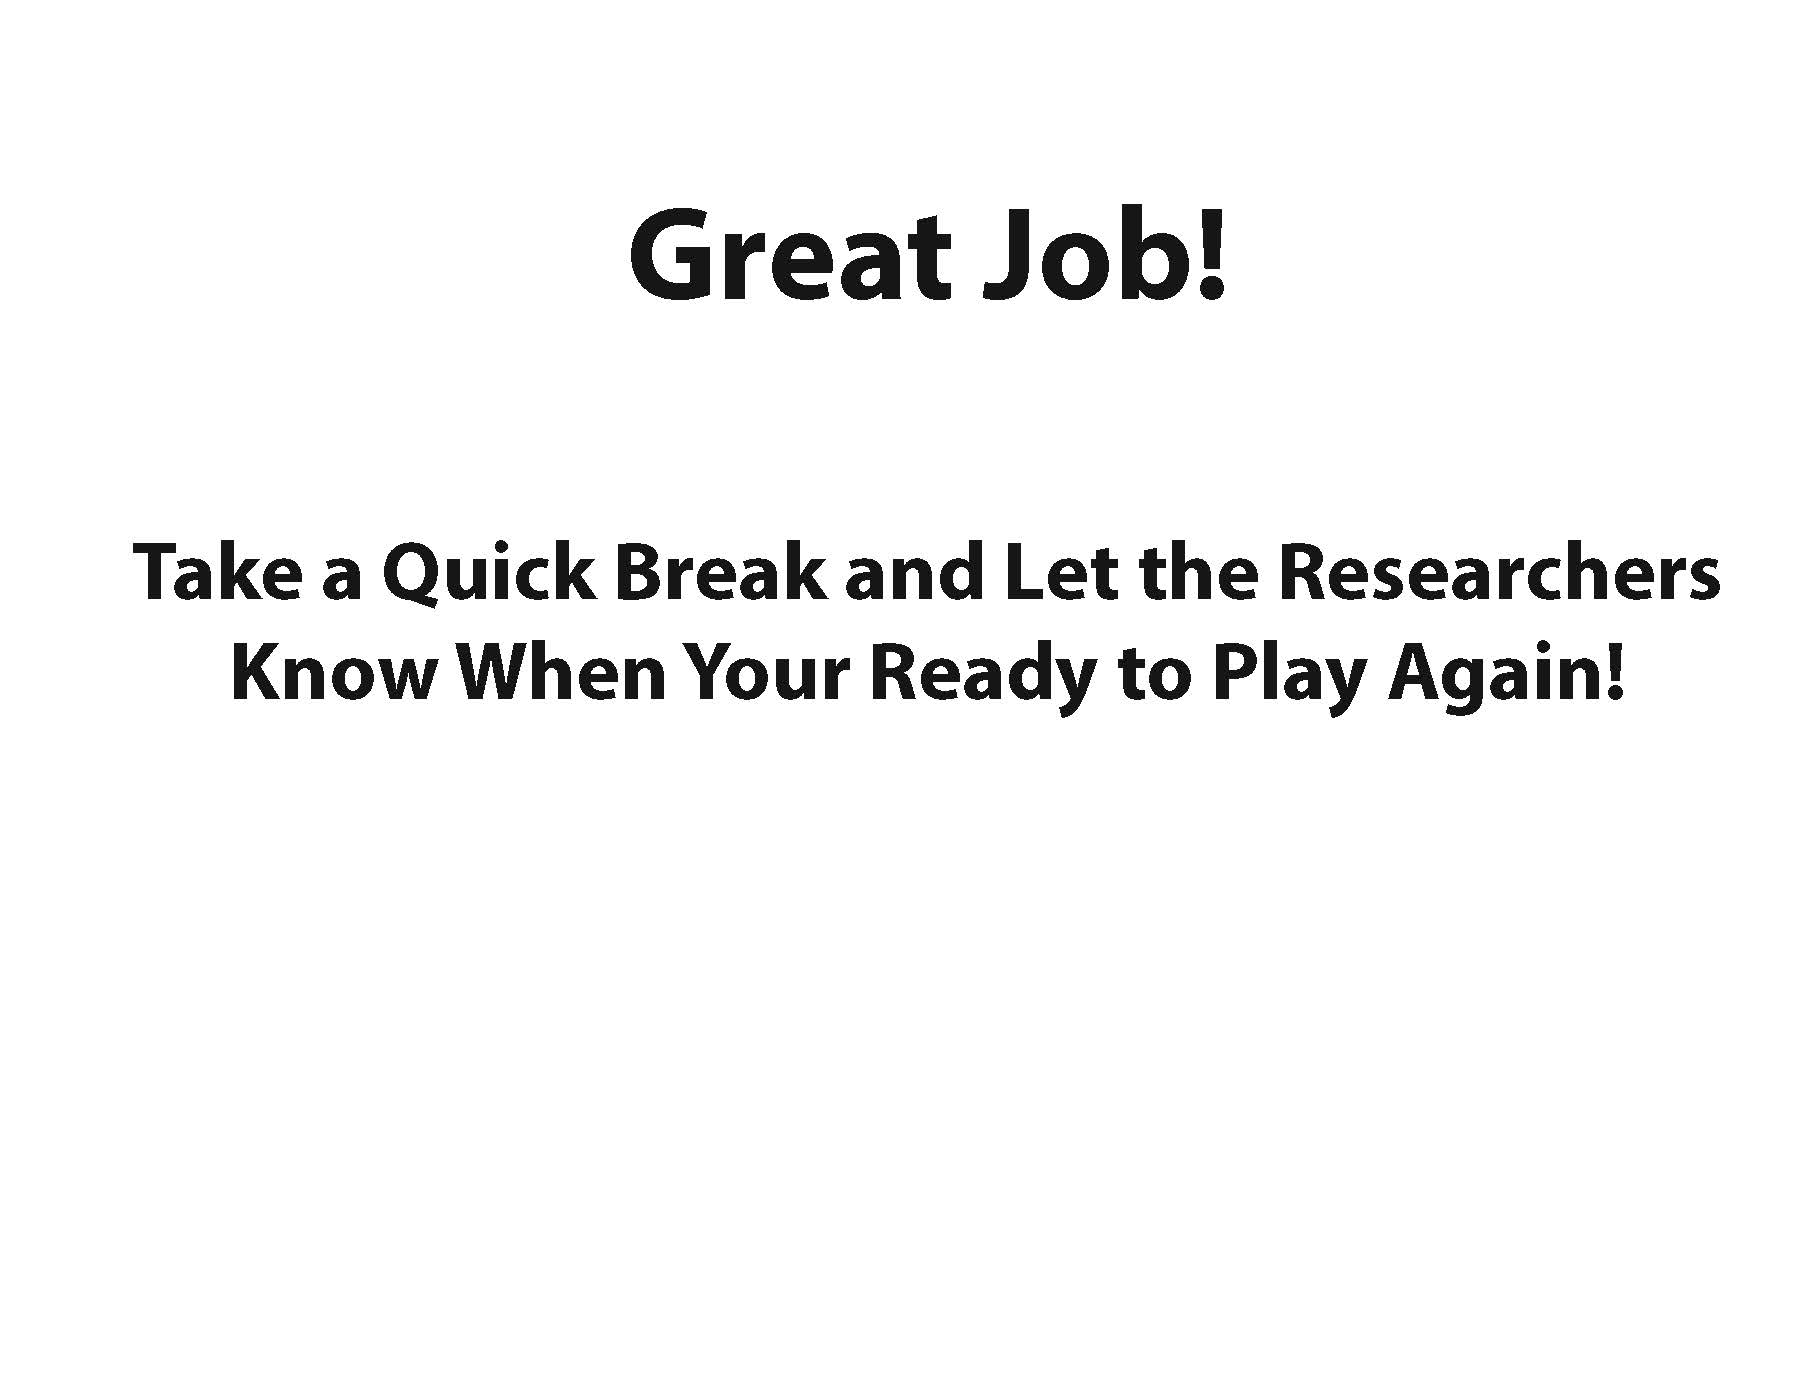 Great Job!
Take a Quick Break and Let the Researchers
Know When Your Ready to Play Again!